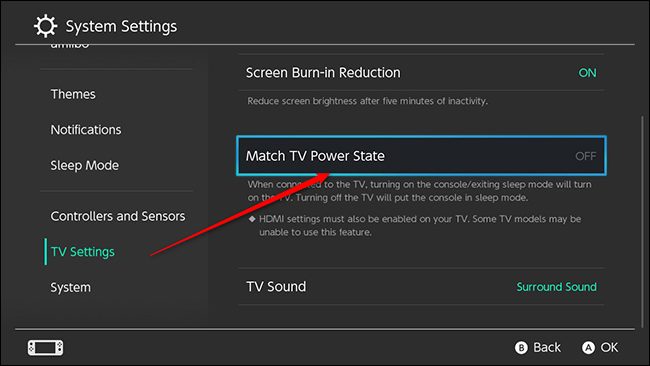 System Settings
amiibo
Themes
Notifications
Sleep Mode
Controllers and Sensors
TV Settings
System
Screen Burn-in Reduction ON
Reduce screen brightness after five minutes of inactivity.
Match TV Power State OFF
When connected to the TV, turning on the console/exiting sleep mode will turn
on the TV. Turning off the TV will put the console in sleep mode.
◆ HDMI settings must also be enabled on your TV. Some TV models may be
unable to use this feature.
TV Sound Surround Sound
B Back A OK